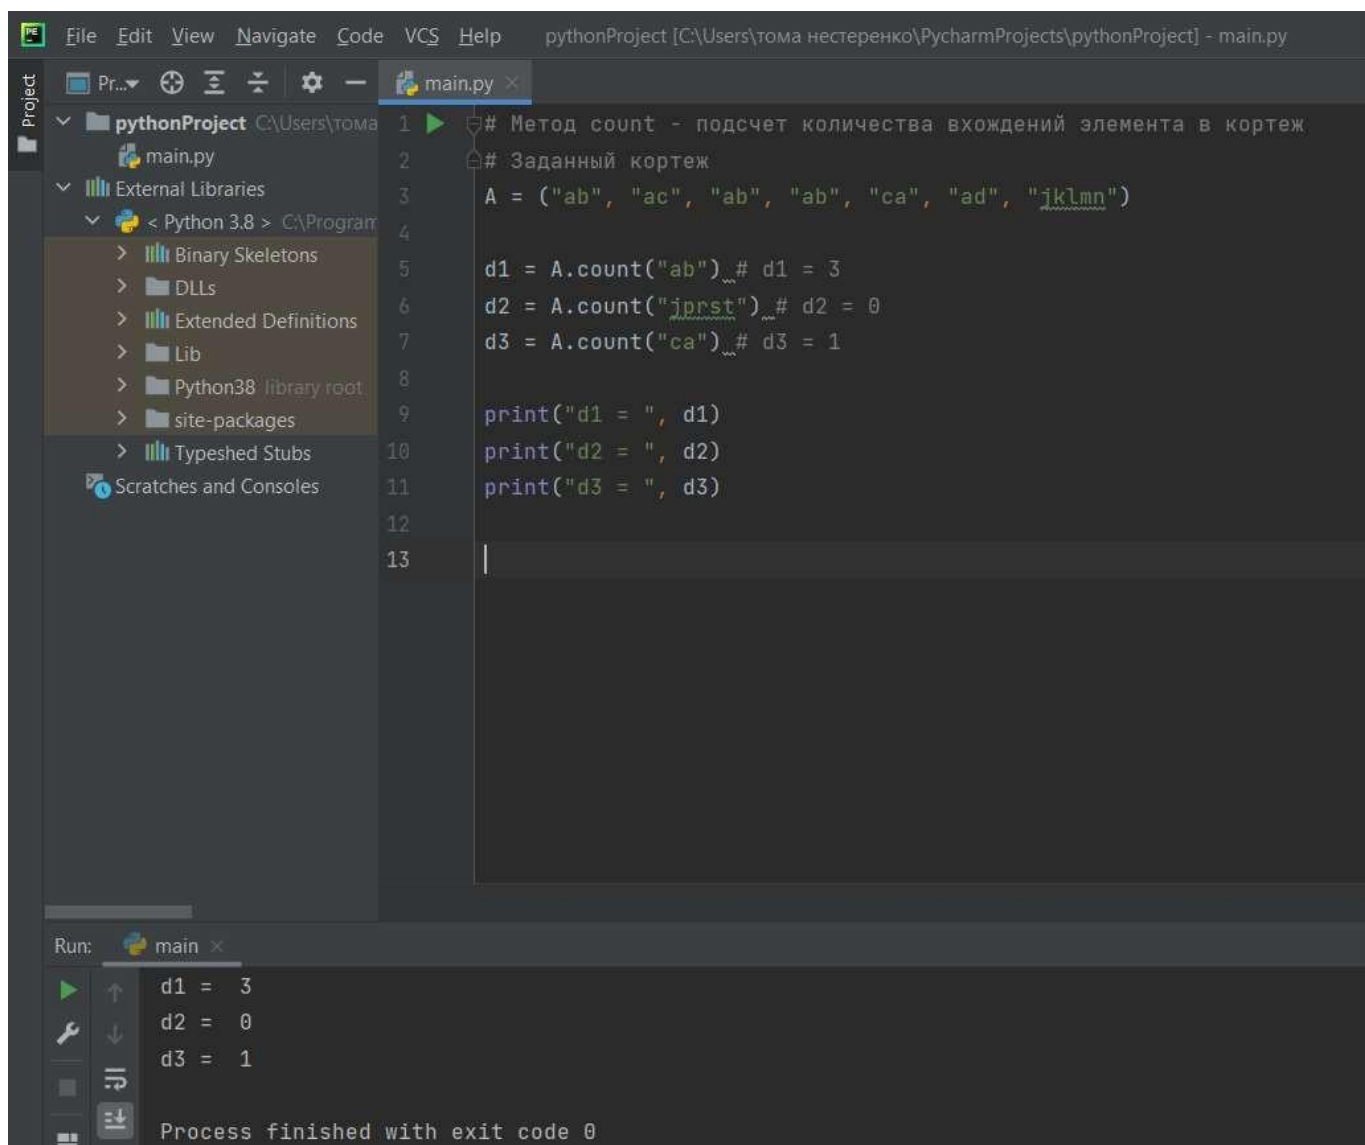 File Edit View Navigate Code VCS Help pythonProject [C:\Users\тома нестеренко\PycharmProjects\pythonProject] - main.py
Project
Pr...
main.py
pythonProject C:\Users\тома
main.py
External Libraries
< Python 3.8 > C:\Program
Binary Skeletons
DLLs
Extended Definitions
Lib
Python38 library root
site-packages
Typeshed Stubs
Scratches and Consoles
1 # Метод count - подсчет количества вхождений элемента в кортеж
2 # Заданный кортеж
3 A = ("ab", "ac", "ab", "ab", "ca", "ad", "jklmn")
4
5 d1 = A.count("ab") # d1 = 3
6 d2 = A.count("jprst") # d2 = 0
7 d3 = A.count("ca") # d3 = 1
8
9 print("d1 = ", d1)
10 print("d2 = ", d2)
11 print("d3 = ", d3)
12
13
Run: main
d1 =  3
d2 =  0
d3 =  1
Process finished with exit code 0